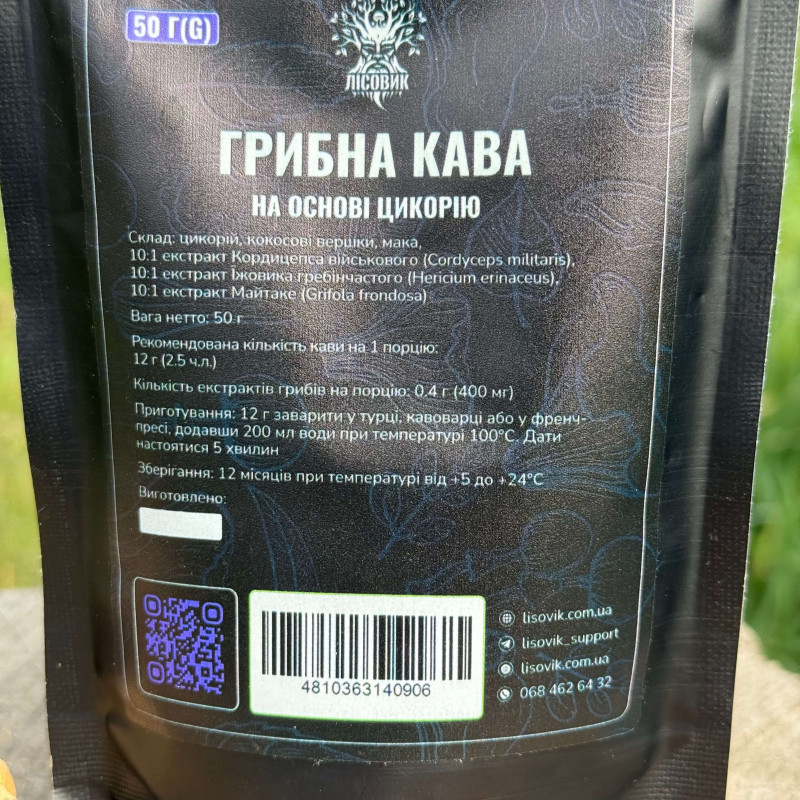 50 Г(G)
ЛІСОВИК
ГРИБНА КАВА
НА ОСНОВІ ЦИКОРІЮ
Склад: цикорій, кокосові вершки, мака,
10:1 екстракт Кордицепса військового (Cordyceps militaris),
10:1 екстракт Їжовика гребінчастого (Hericium erinaceus),
10:1 екстракт Майтаке (Grifola frondosa)
Вага нетто: 50 г
Рекомендована кількість кави на 1 порцію:
12 г (2.5 ч.л.)
Кількість екстрактів грибів на порцію: 0,4 г (400 мг)
Приготування: 12 г заварити у турці, кавоварці або у френч-
пресі, додавши 200 мл води при температурі 100°C. Дати
настоятися 5 хвилин
Зберігання: 12 місяців при температурі від +5 до +24°C
Виготовлено:
4810363140906
lisovik.com.ua
lisovik_support
lisovik.com.ua
068 462 64 32